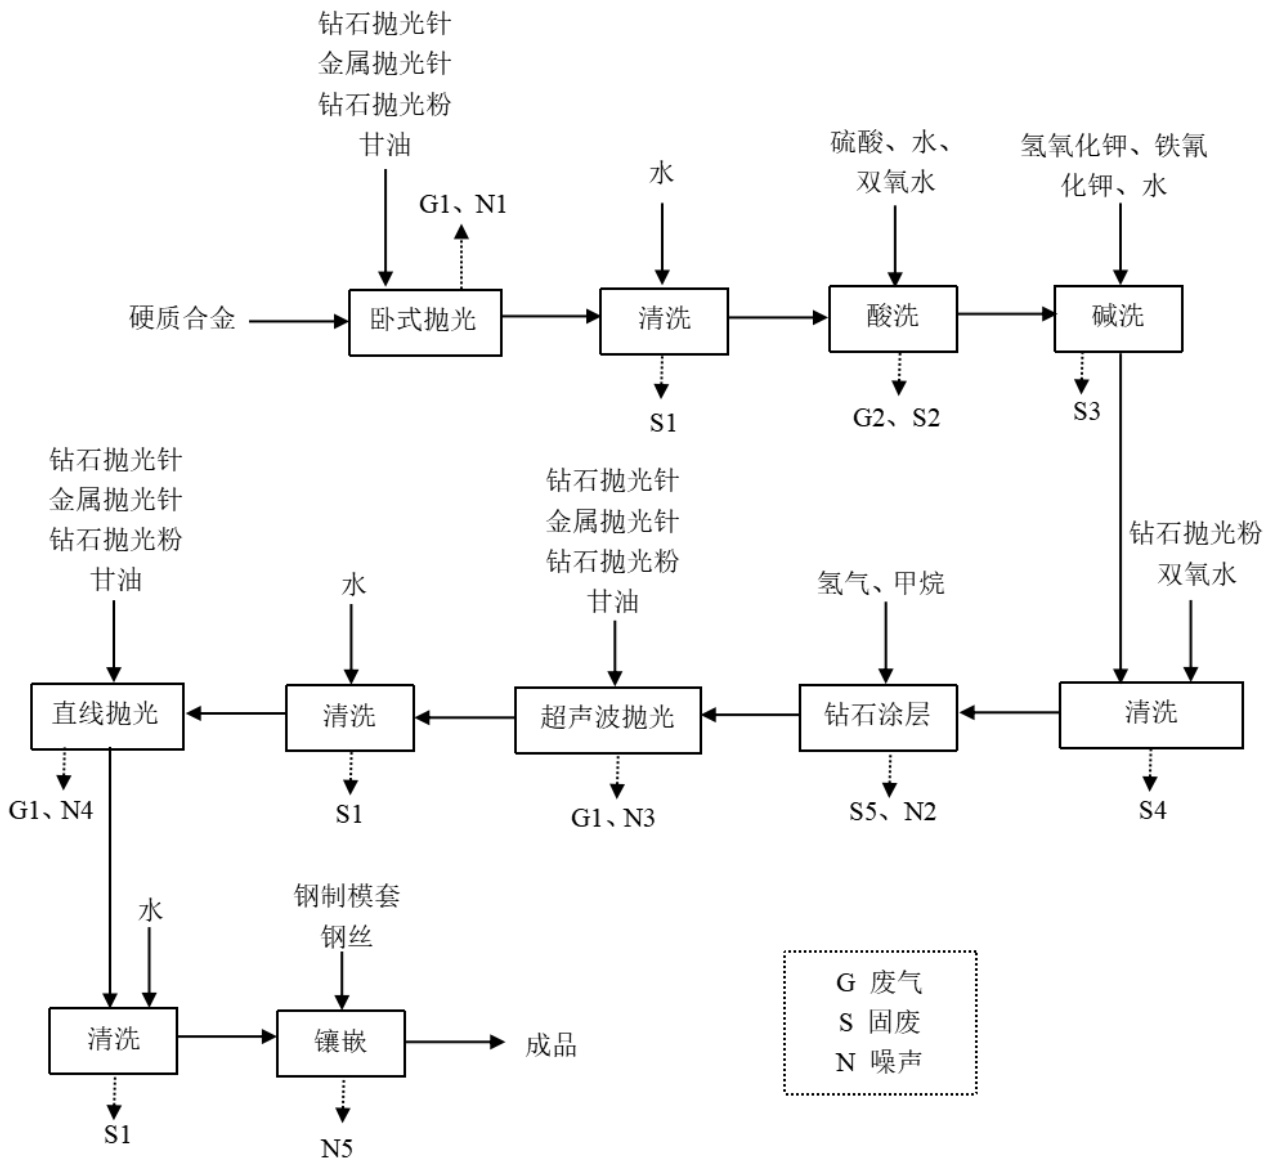 钻石抛光针
金属抛光针
钻石抛光粉
甘油
G1、N1
水
硫酸、水、
双氧水
氢氧化钾、铁氰
化钾、水
硬质合金
卧式抛光
清洗
酸洗
碱洗
S1
G2、S2
S3
钻石抛光针
金属抛光针
钻石抛光粉
甘油
水
钻石抛光针
金属抛光针
钻石抛光粉
甘油
氢气、甲烷
钻石抛光粉
双氧水
直线抛光
清洗
超声波抛光
钻石涂层
清洗
G1、N4
S1
G1、N3
S5、N2
S4
水
钢制模套
钢丝
清洗
镶嵌
成品
S1
N5
G 废气
S 固废
N 噪声